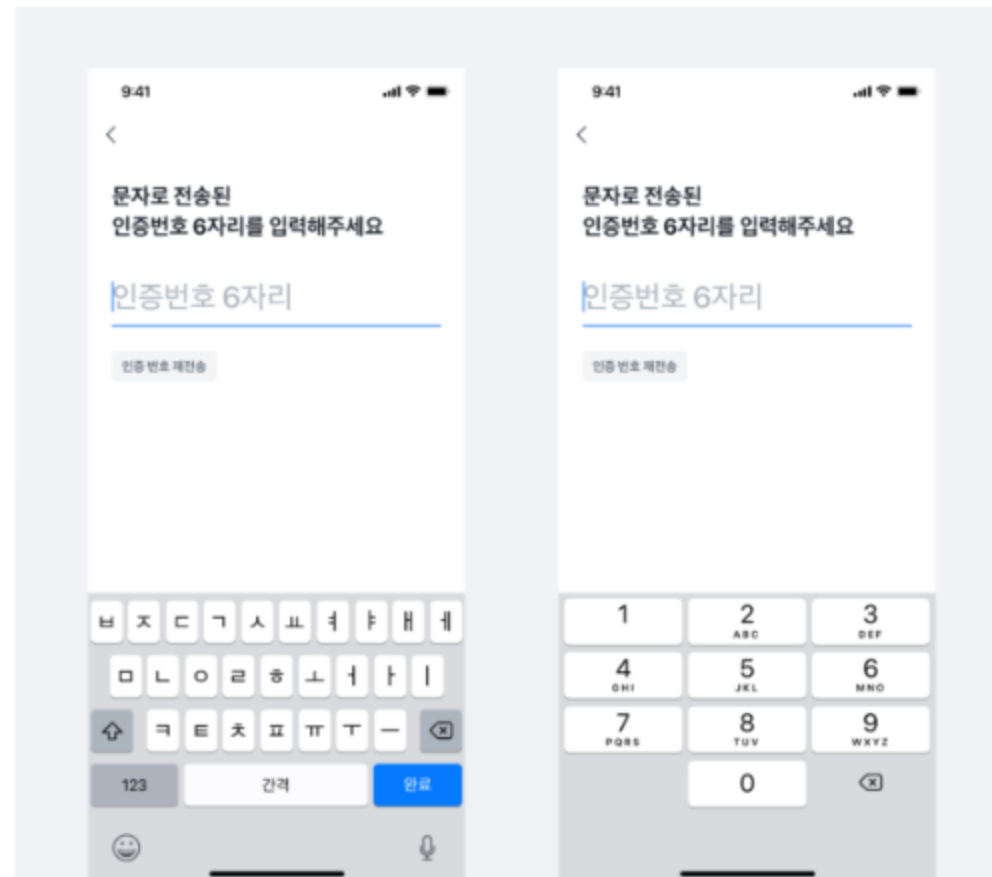 9:41
문자로 전송된
인증번호 6자리를 입력해주세요
인증번호 6자리
인증 번호 재전송
ㅂ ㅈ ㄷ ㄱ ㅅ ㅛ ㅕ ㅑ ㅐ ㅔ
ㅁ ㄴ ㅇ ㄹ ㅎ ㅗ ㅓ ㅏ ㅣ
ㅋ ㅌ ㅊ ㅍ ㅠ ㅜ ㅡ
123 간격 완료
9:41
문자로 전송된
인증번호 6자리를 입력해주세요
인증번호 6자리
인증 번호 재전송
1 2 3
ABC DEF
4 5 6
GHI JKL MNO
7 8 9
PQRS TUV WXYZ
0